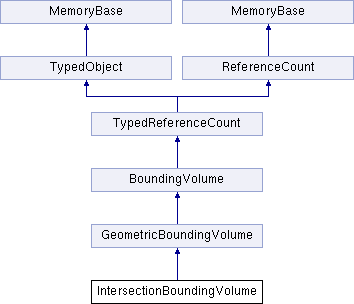 MemoryBase
MemoryBase
TypedObject
ReferenceCount
TypedReferenceCount
BoundingVolume
GeometricBoundingVolume
IntersectionBoundingVolume